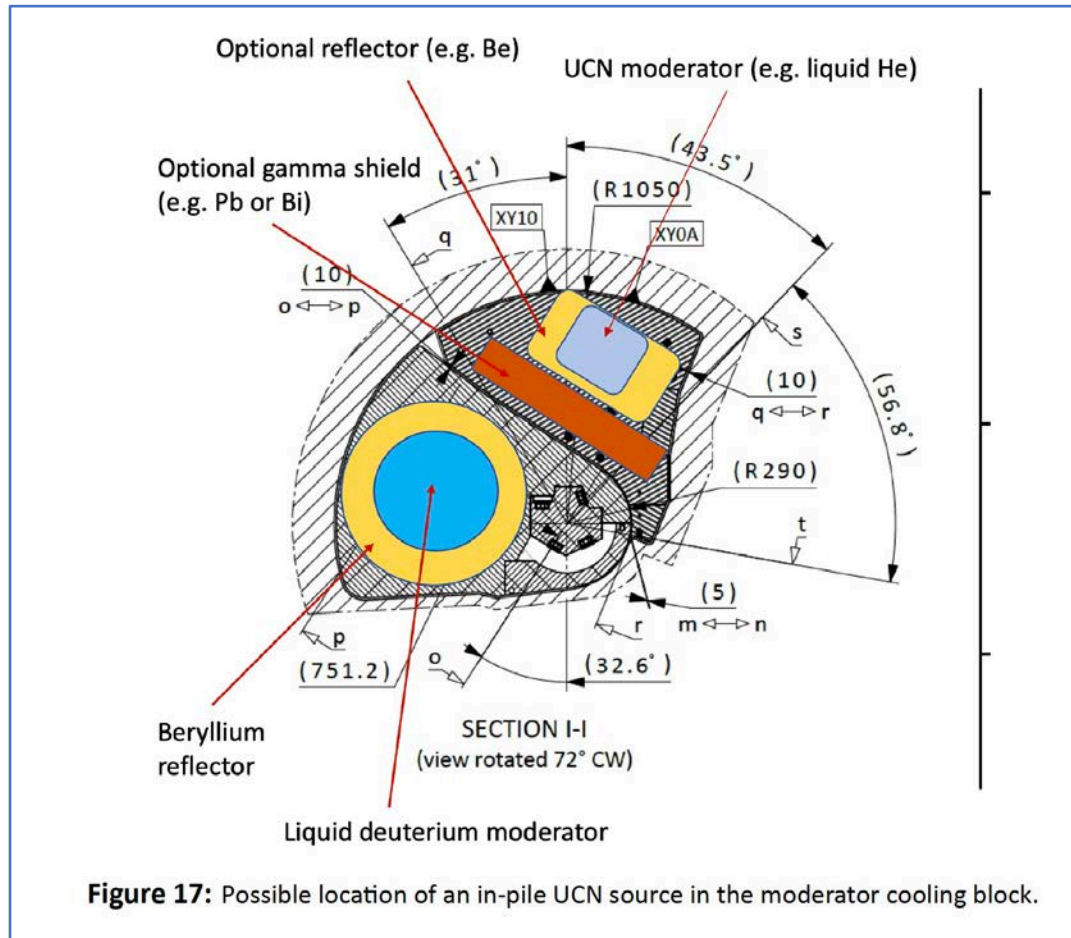 Optional reflector (e.g. Be)
UCN moderator (e.g. liquid He)
Optional gamma shield
(e.g. Pb or Bi)
(31°)
(43.5°)
(R1050)
XY10
XY0A
q
(10)
o p
s
(10)
q r
(56.8°)
(R290)
t
(5)
m n
p
(751.2)
o
r
(32.6°)
SECTION I-I
(view rotated 72° CW)
Beryllium
reflector
Liquid deuterium moderator
Figure 17: Possible location of an in-pile UCN source in the moderator cooling block.